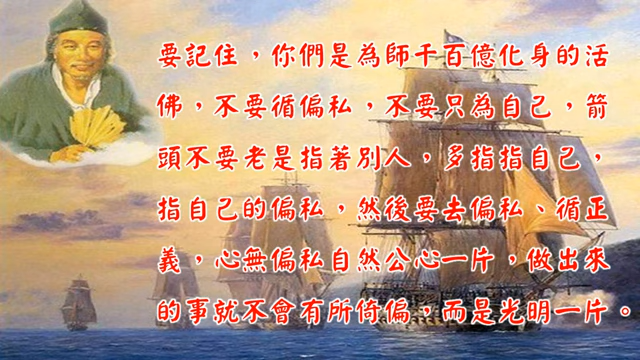 要記住，你們是為師千百億化身的活
佛，不要循偏私，不要只為自己，箭
頭不要老是指著別人，多指指自己，
指自己的偏私，然後要去偏私、循正
義，心無偏私自然公心一片，做出來
的事就不會有所倚偏，而是光明一片。